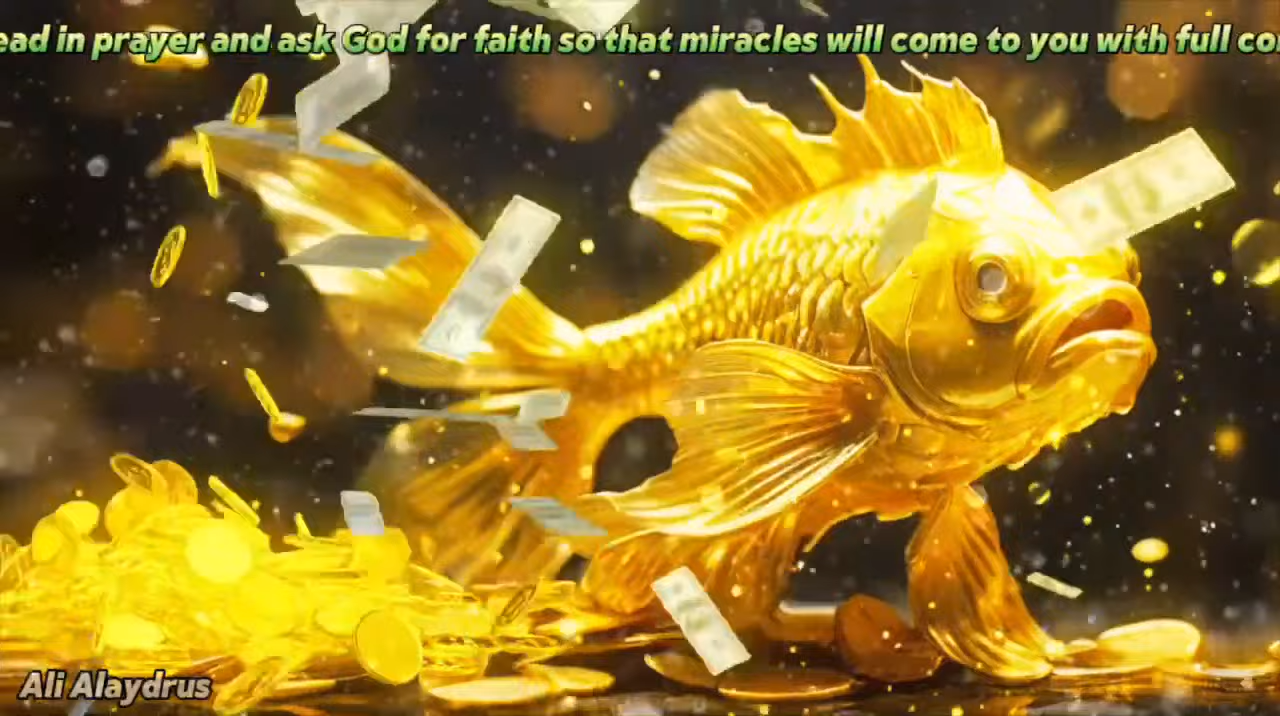 ead in prayer and ask God for faith so that miracles will come to you with full co
Ali Alaydrus